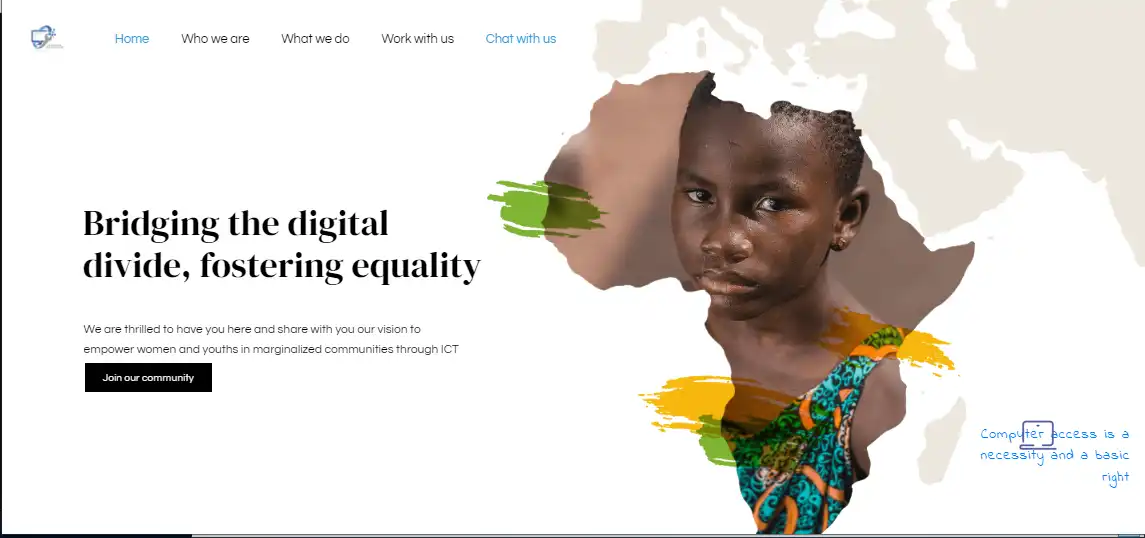 Home
Who we are
What we do
Work with us
Chat with us
Bridging the digital
divide, fostering equality
We are thrilled to have you here and share with you our vision to
empower women and youths in marginalized communities through ICT
Join our community
Computer access is a
necessity and a basic
right